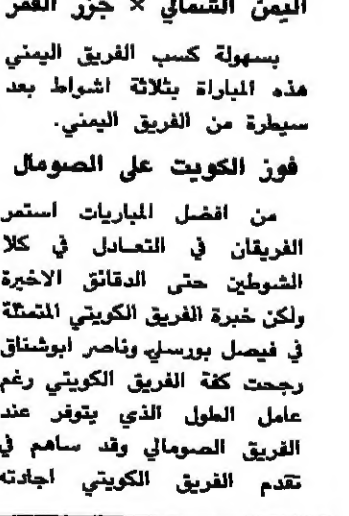 اليمن الشمالي × جزر القمر
بسهولة كسب الفريق اليمني
هذه المباراة بثلاثة اشواط بعد
سيطرة من الفريق اليمني.
فوز الكويت على الصومال
من افضل المباريات استمر
الفريقان في التعادل في كلا
الشوطين حتى الدقائق الاخيرة
ولكن خبرة الفريق الكويتي المتمثلة
في فيصل بورسلي وناصر ابوشتاق
رجحت كفة الفريق الكويتي رغم
عامل الطول الذي يتوفر عند
الفريق الصومالي وقد ساهم في
تقدم الفريق الكويتي اجادته